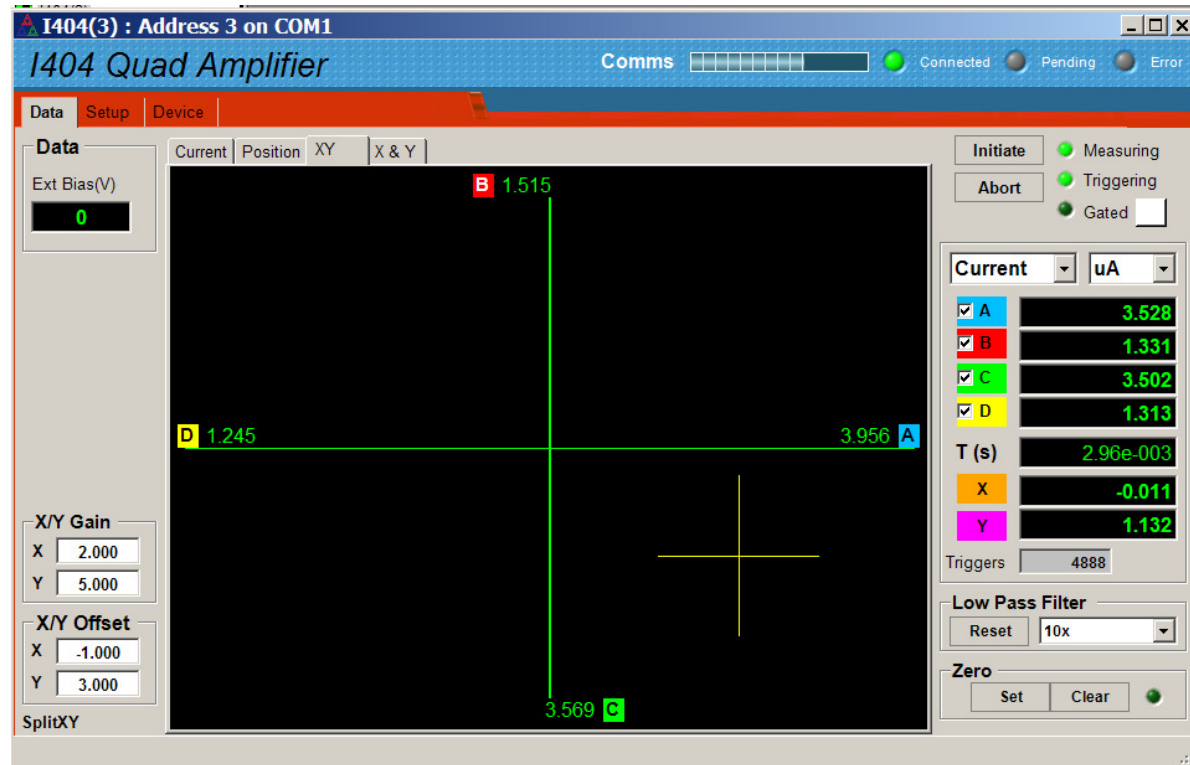 I404(3) : Address 3 on COM1
I404 Quad Amplifier
Comms
Connected
Pending
Error
Data
Setup
Device
Data
Ext Bias(V)
0
Current
Position
XY
X & Y
B 1.515
D 1.245
3.956 A
3.569 C
Initiate
Measuring
Abort
Triggering
Gated
Current
uA
A 3.528
B 1.331
C 3.502
D 1.313
T (s) 2.96e-003
X -0.011
Y 1.132
Triggers 4888
X/Y Gain
X 2.000
Y 5.000
X/Y Offset
X -1.000
Y 3.000
SplitXY
Low Pass Filter
Reset
10x
Zero
Set
Clear